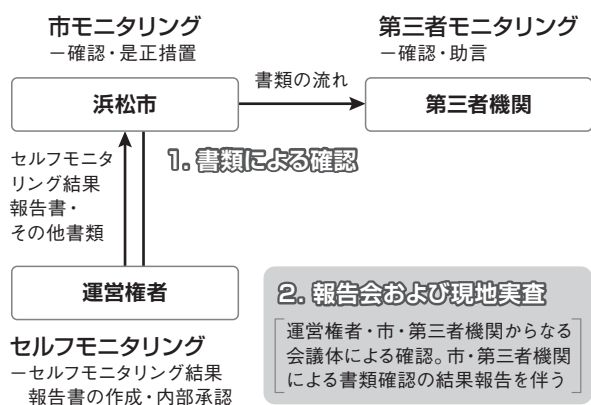 市モニタリング
－確認・是正措置
浜松市
書類の流れ
第三者モニタリング
－確認・助言
第三者機関
セルフモニタ
リング結果
報告書・
その他書類
1. 書類による確認
運営権者
セルフモニタリング
－セルフモニタリング結果
報告書の作成・内部承認
2. 報告会および現地実査
運営権者・市・第三者機関からなる
会議体による確認。市・第三者機関
による書類確認の結果報告を伴う